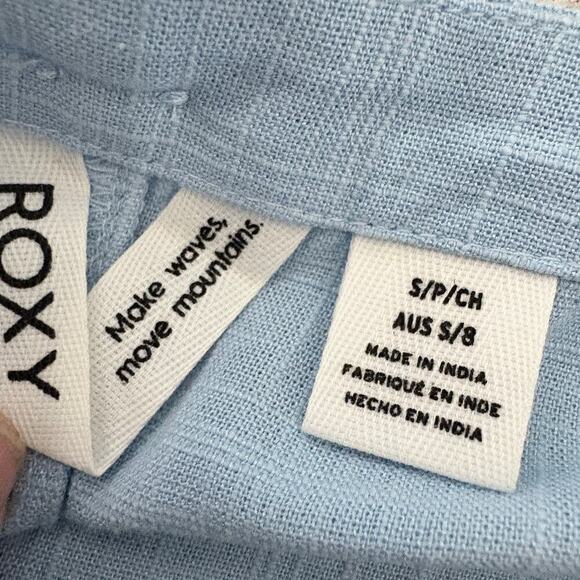 ROXY
Make waves,
move mountains.
S/P/CH
AUS S/8
MADE IN INDIA
FABRIQUÉ EN INDE
HECHO EN INDIA